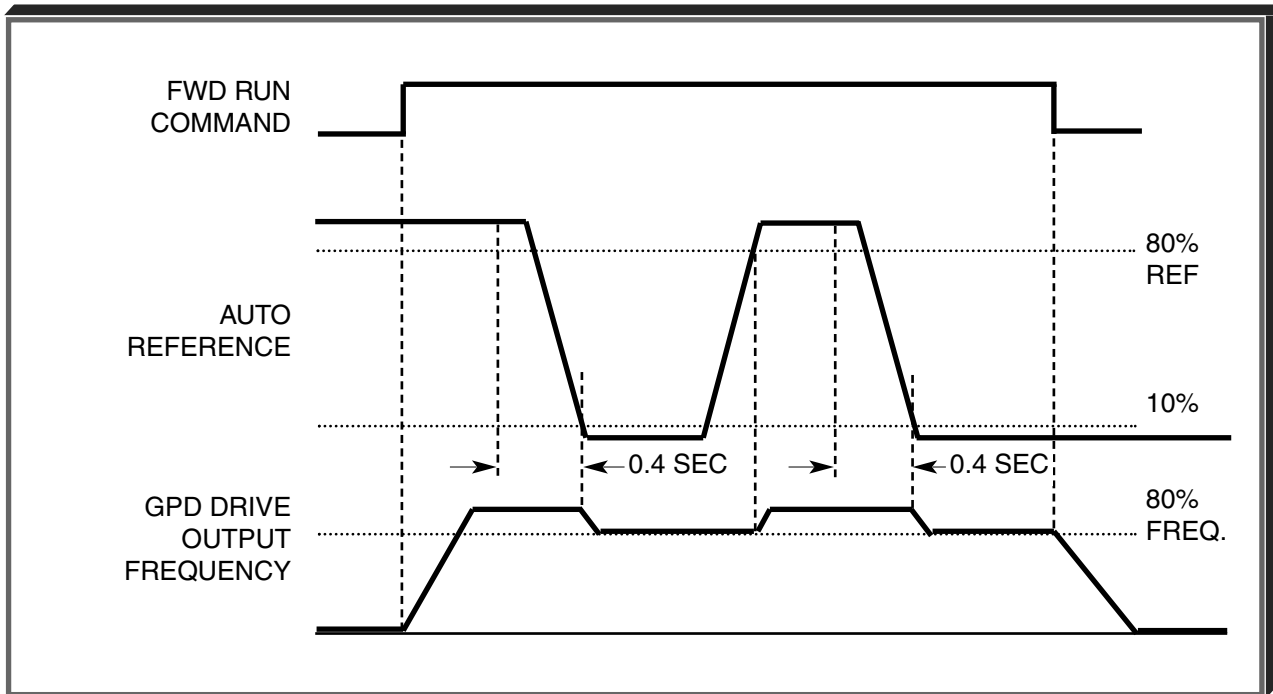 FWD RUN
COMMAND
80%
REF
AUTO
REFERENCE
10%
0.4 SEC
0.4 SEC
GPD DRIVE
OUTPUT
FREQUENCY
80%
FREQ.